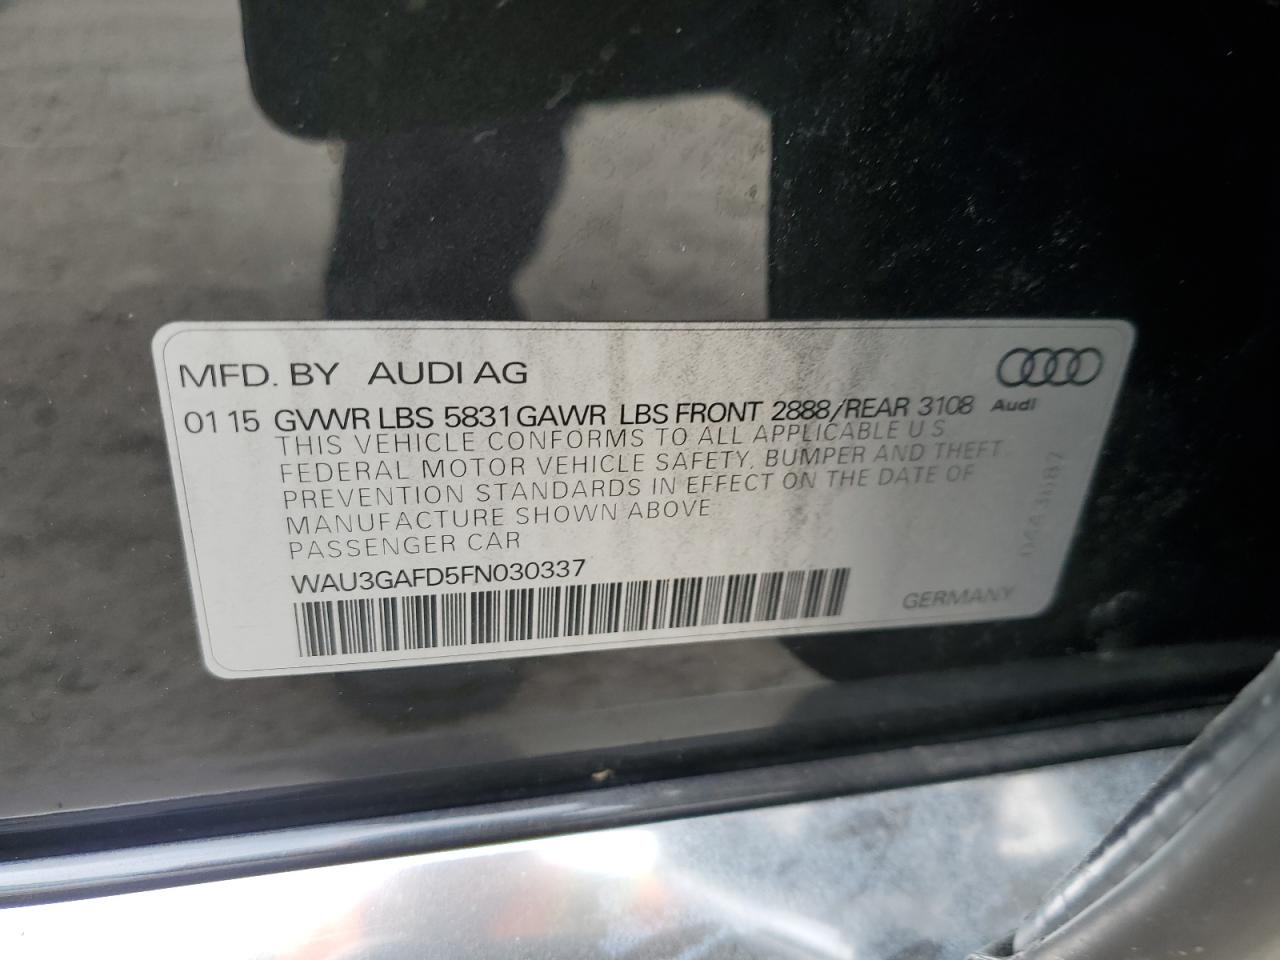 MFD. BY AUDI AG
01 15 GVWR LBS 5831 GAWR LBS FRONT 2888/REAR 3108 Audi
THIS VEHICLE CONFORMS TO ALL APPLICABLE U S
FEDERAL MOTOR VEHICLE SAFETY, BUMPER AND THEFT
PREVENTION STANDARDS IN EFFECT ON THE DATE OF
MANUFACTURE SHOWN ABOVE
PASSENGER CAR
WAU3GAFD5FN030337
GERMANY